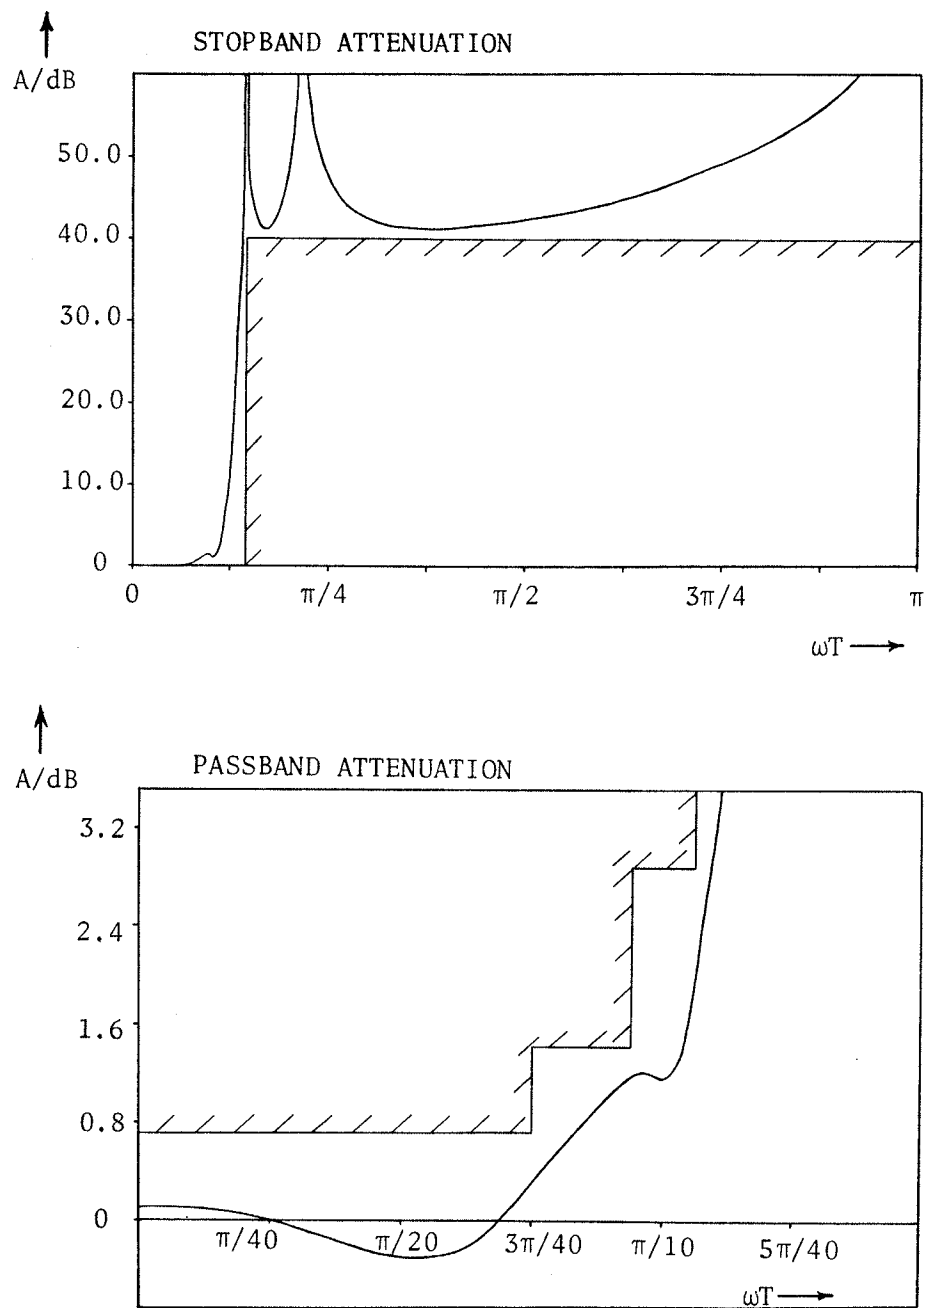 STOPBAND ATTENUATION
A/dB
50.0
40.0
30.0
20.0
10.0
0
0 π/4 π/2 3π/4 π
ωT
PASSBAND ATTENUATION
A/dB
3.2
2.4
1.6
0.8
0
π/40 π/20 3π/40 π/10 5π/40
ωT